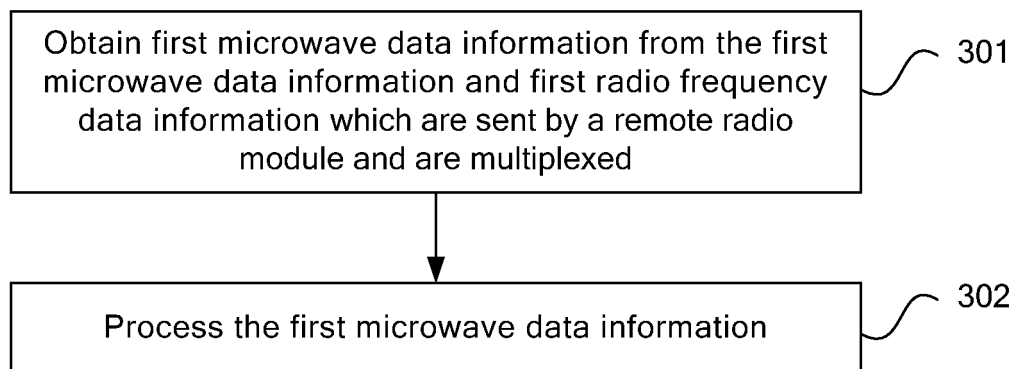 Obtain first microwave data information from the first
microwave data information and first radio frequency
data information which are sent by a remote radio
module and are multiplexed
301
Process the first microwave data information
302